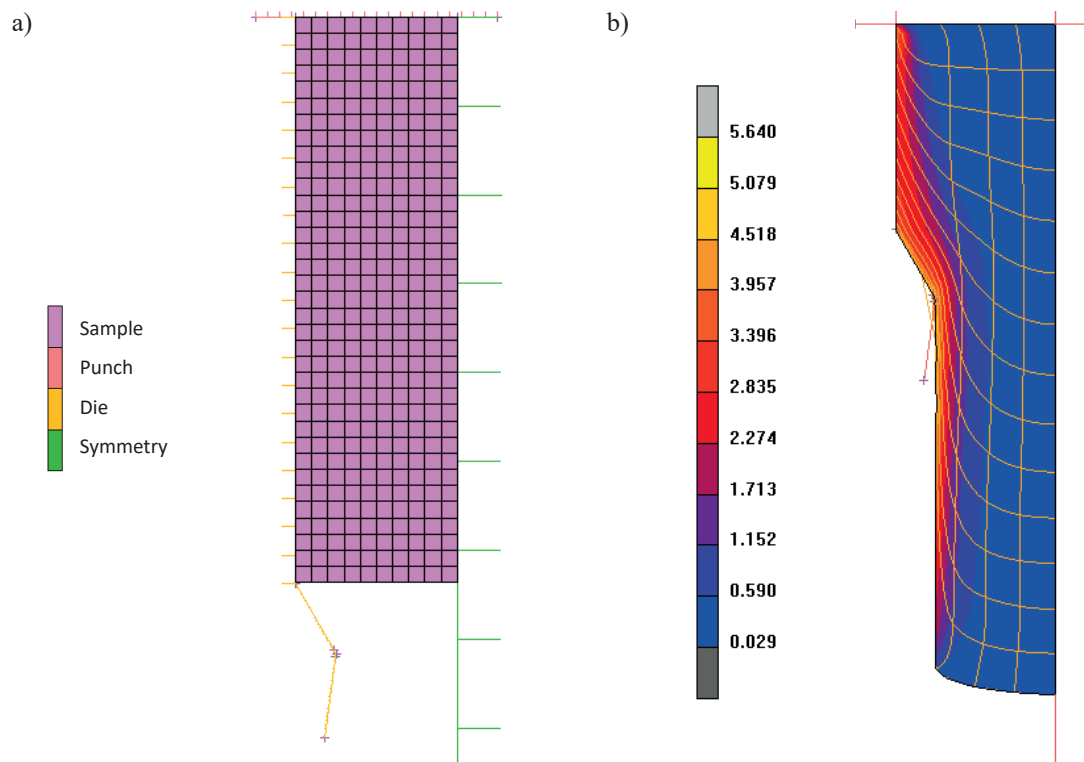 a)
Sample
Punch
Die
Symmetry
b)
5.640
5.079
4.518
3.957
3.396
2.835
2.274
1.713
1.152
0.590
0.029